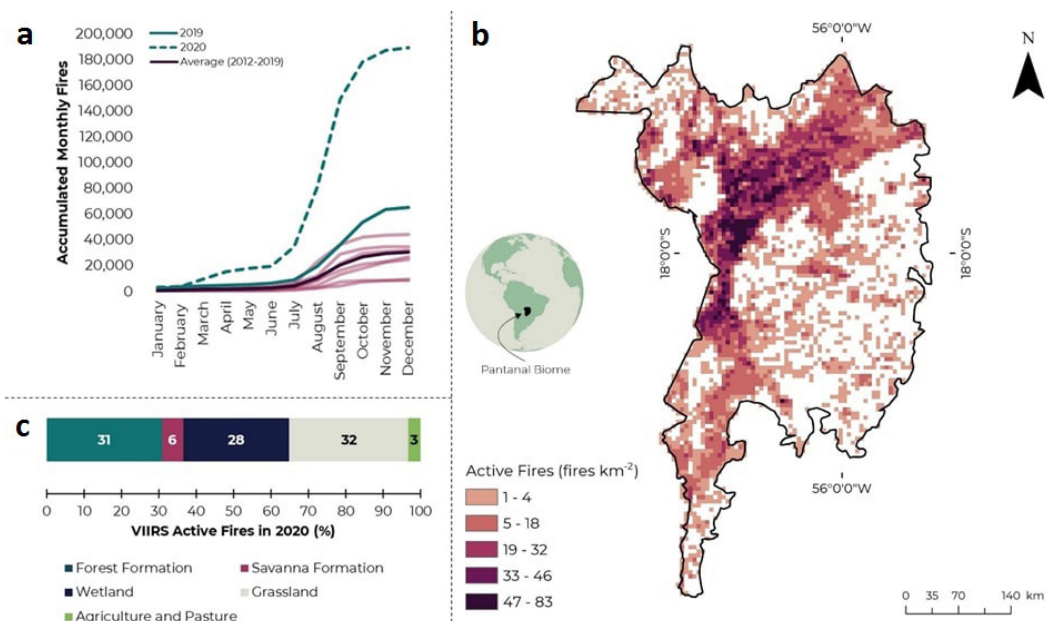 a
200,000
180,000
160,000
140,000
120,000
100,000
80,000
60,000
40,000
20,000
0
Accumulated Monthly Fires
2019
2020
Average (2012-2019)
January
February
March
April
May
June
July
August
September
October
November
December
Pantanal Biome
b
56°0'0"W
N
18°0'0"S
18°0'0"S
56°0'0"W
Active Fires (fires km-2)
1 - 4
5 - 18
19 - 32
33 - 46
47 - 83
0 35 70 140 km
c
31 6 28 32 3
0 10 20 30 40 50 60 70 80 90 100
VIIRS Active Fires in 2020 (%)
Forest Formation Savanna Formation
Wetland Grassland
Agriculture and Pasture